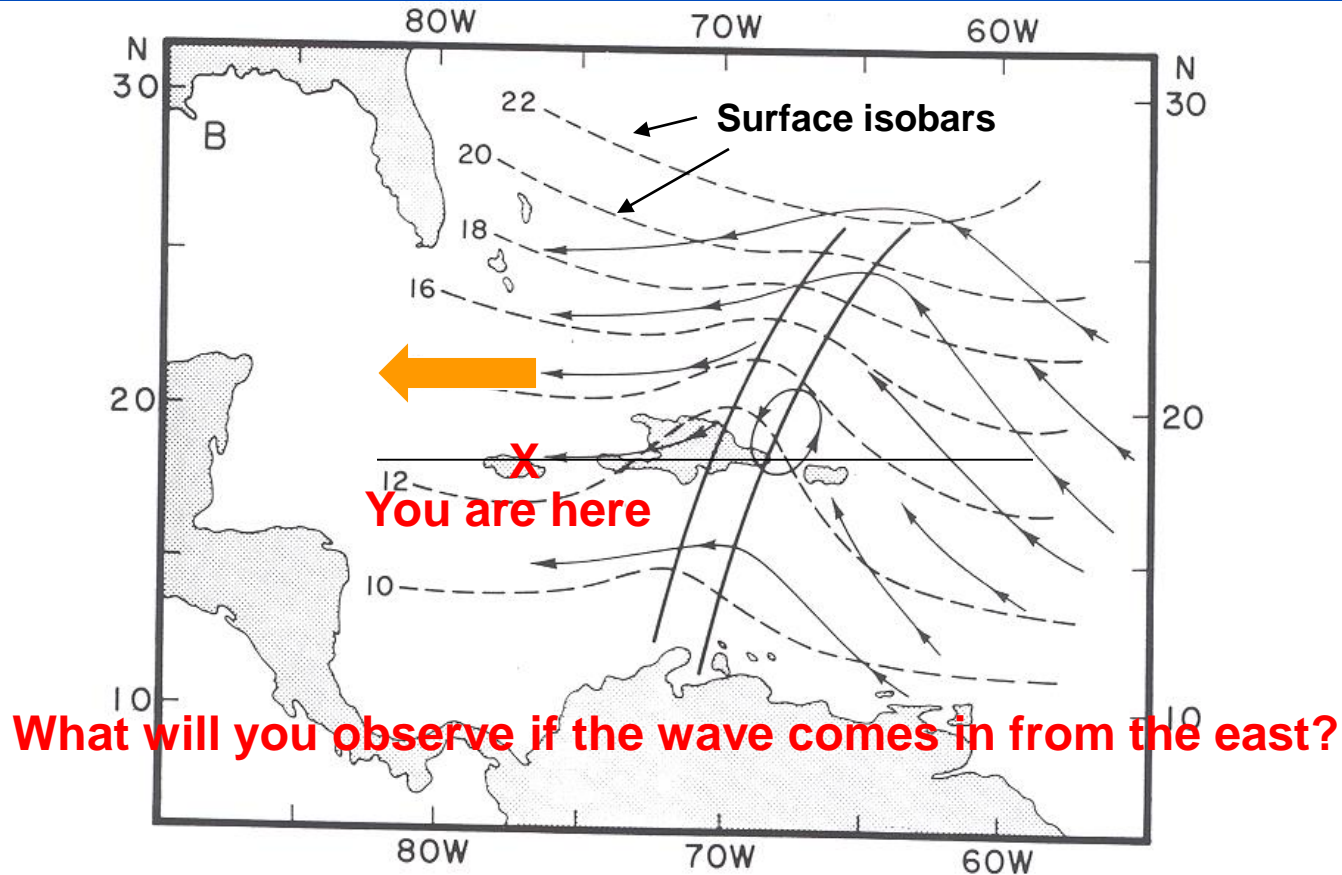 80W 70W 60W
N N
30 30
B
22
Surface isobars
20
18
16
20 20
X
12
You are here
10
10 10
What will you observe if the wave comes in from the east?
80W 70W 60W